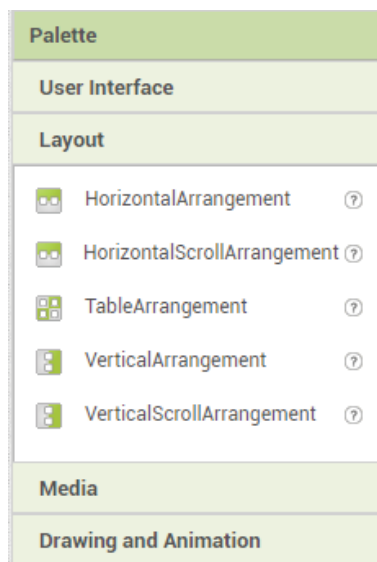 Palette
User Interface
Layout
HorizontalArrangement ?
HorizontalScrollArrangement ?
TableArrangement ?
VerticalArrangement ?
VerticalScrollArrangement ?
Media
Drawing and Animation